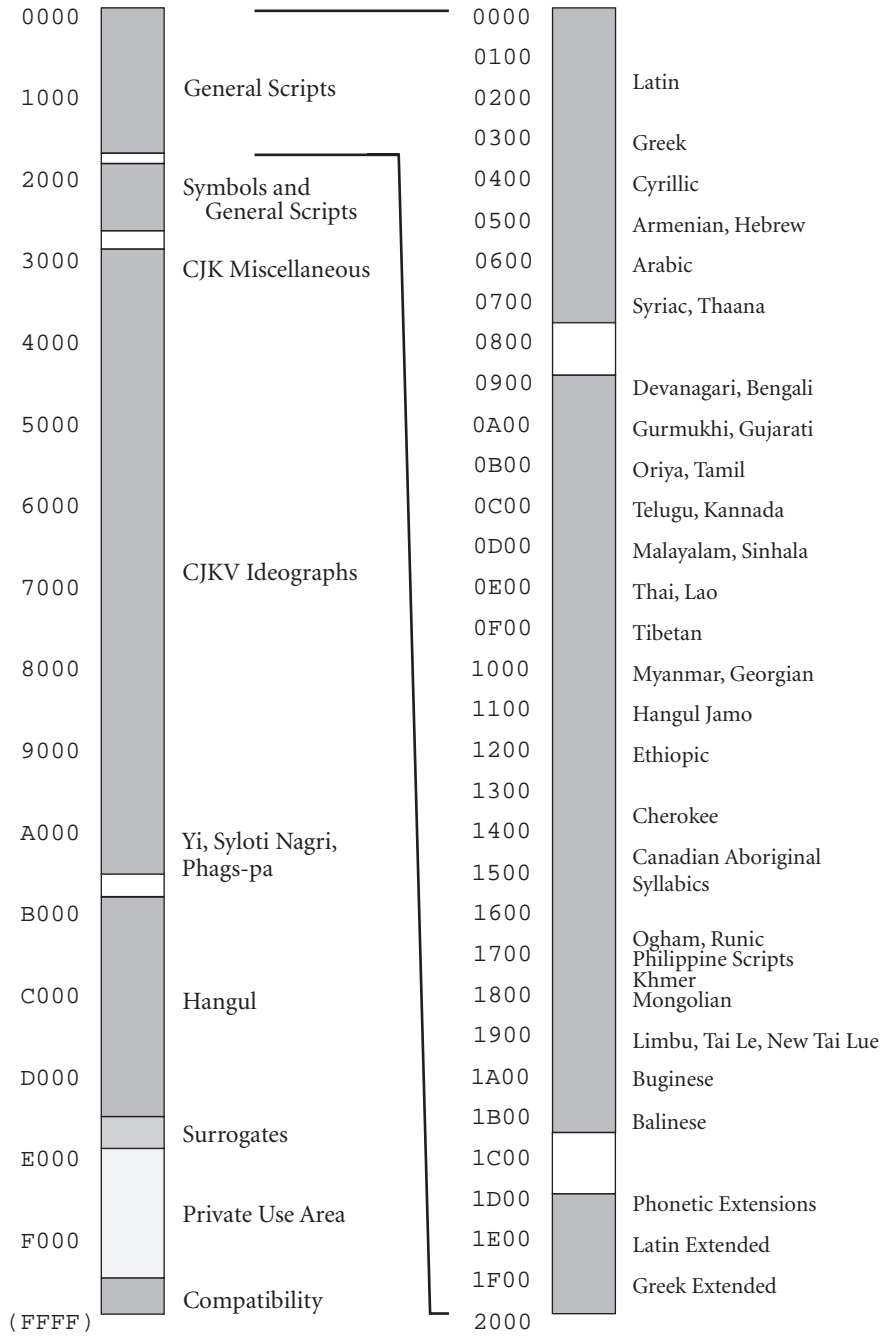 0000
1000
General Scripts
2000
Symbols and
General Scripts
3000
CJK Miscellaneous
4000
5000
6000
7000
CJKV Ideographs
8000
9000
A000
Yi, Syloti Nagri,
Phags-pa
B000
C000
Hangul
D000
Surrogates
E000
Private Use Area
F000
Compatibility
(FFFF)
0000
0100
Latin
0200
0300
Greek
0400
Cyrillic
0500
Armenian, Hebrew
0600
Arabic
0700
Syriac, Thaana
0800
0900
Devanagari, Bengali
0A00
Gurmukhi, Gujarati
0B00
Oriya, Tamil
0C00
Telugu, Kannada
0D00
Malayalam, Sinhala
0E00
Thai, Lao
0F00
Tibetan
1000
Myanmar, Georgian
1100
Hangul Jamo
1200
Ethiopic
1300
Cherokee
1400
Canadian Aboriginal
Syllabics
1500
1600
Ogham, Runic
1700
Philippine Scripts
Khmer
1800
Mongolian
1900
Limbu, Tai Le, New Tai Lue
1A00
Buginese
1B00
Balinese
1C00
1D00
Phonetic Extensions
1E00
Latin Extended
1F00
Greek Extended
2000